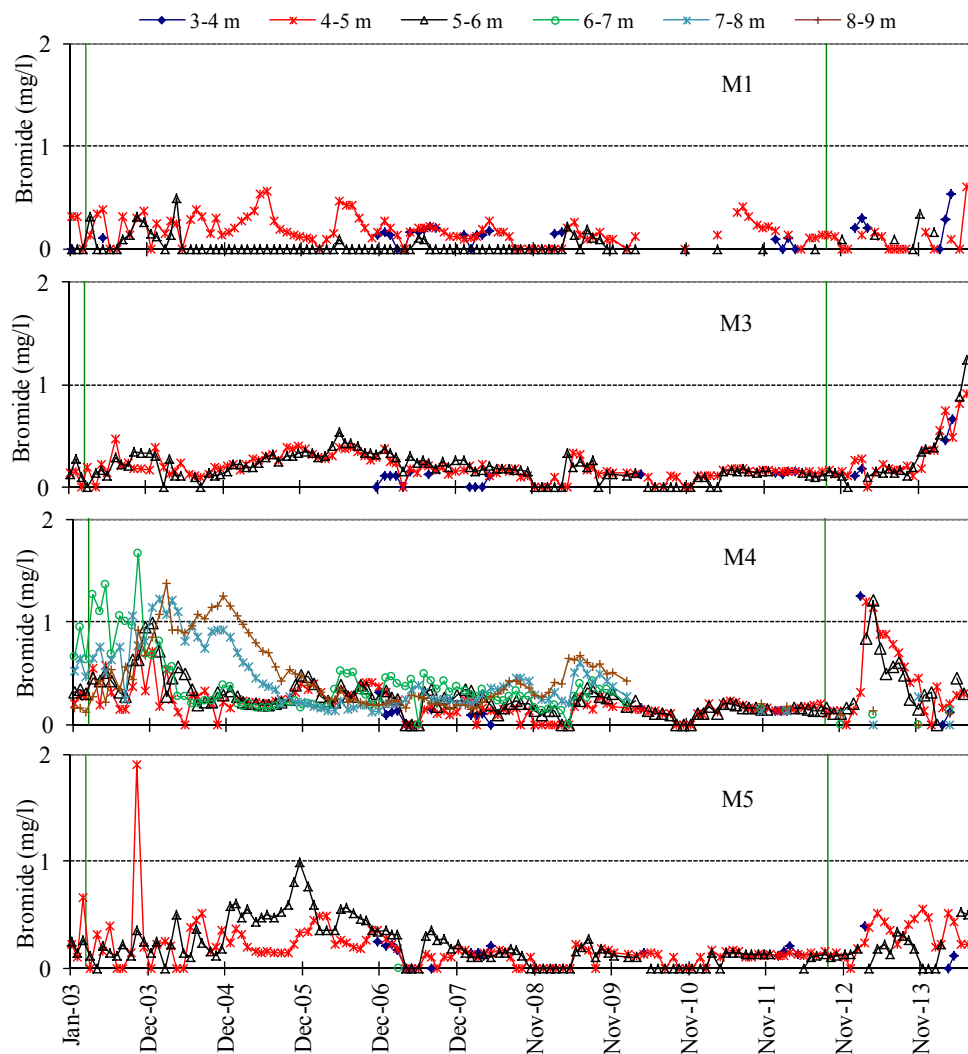 3-4 m 4-5 m 5-6 m 6-7 m 7-8 m 8-9 m
2
M1
Bromide (mg/l)
1
0
2
M3
Bromide (mg/l)
1
0
2
M4
Bromide (mg/l)
1
0
2
M5
Bromide (mg/l)
1
0
Jan-03 Dec-03 Dec-04 Dec-05 Dec-06 Dec-07 Nov-08 Nov-09 Nov-10 Nov-11 Nov-12 Nov-13